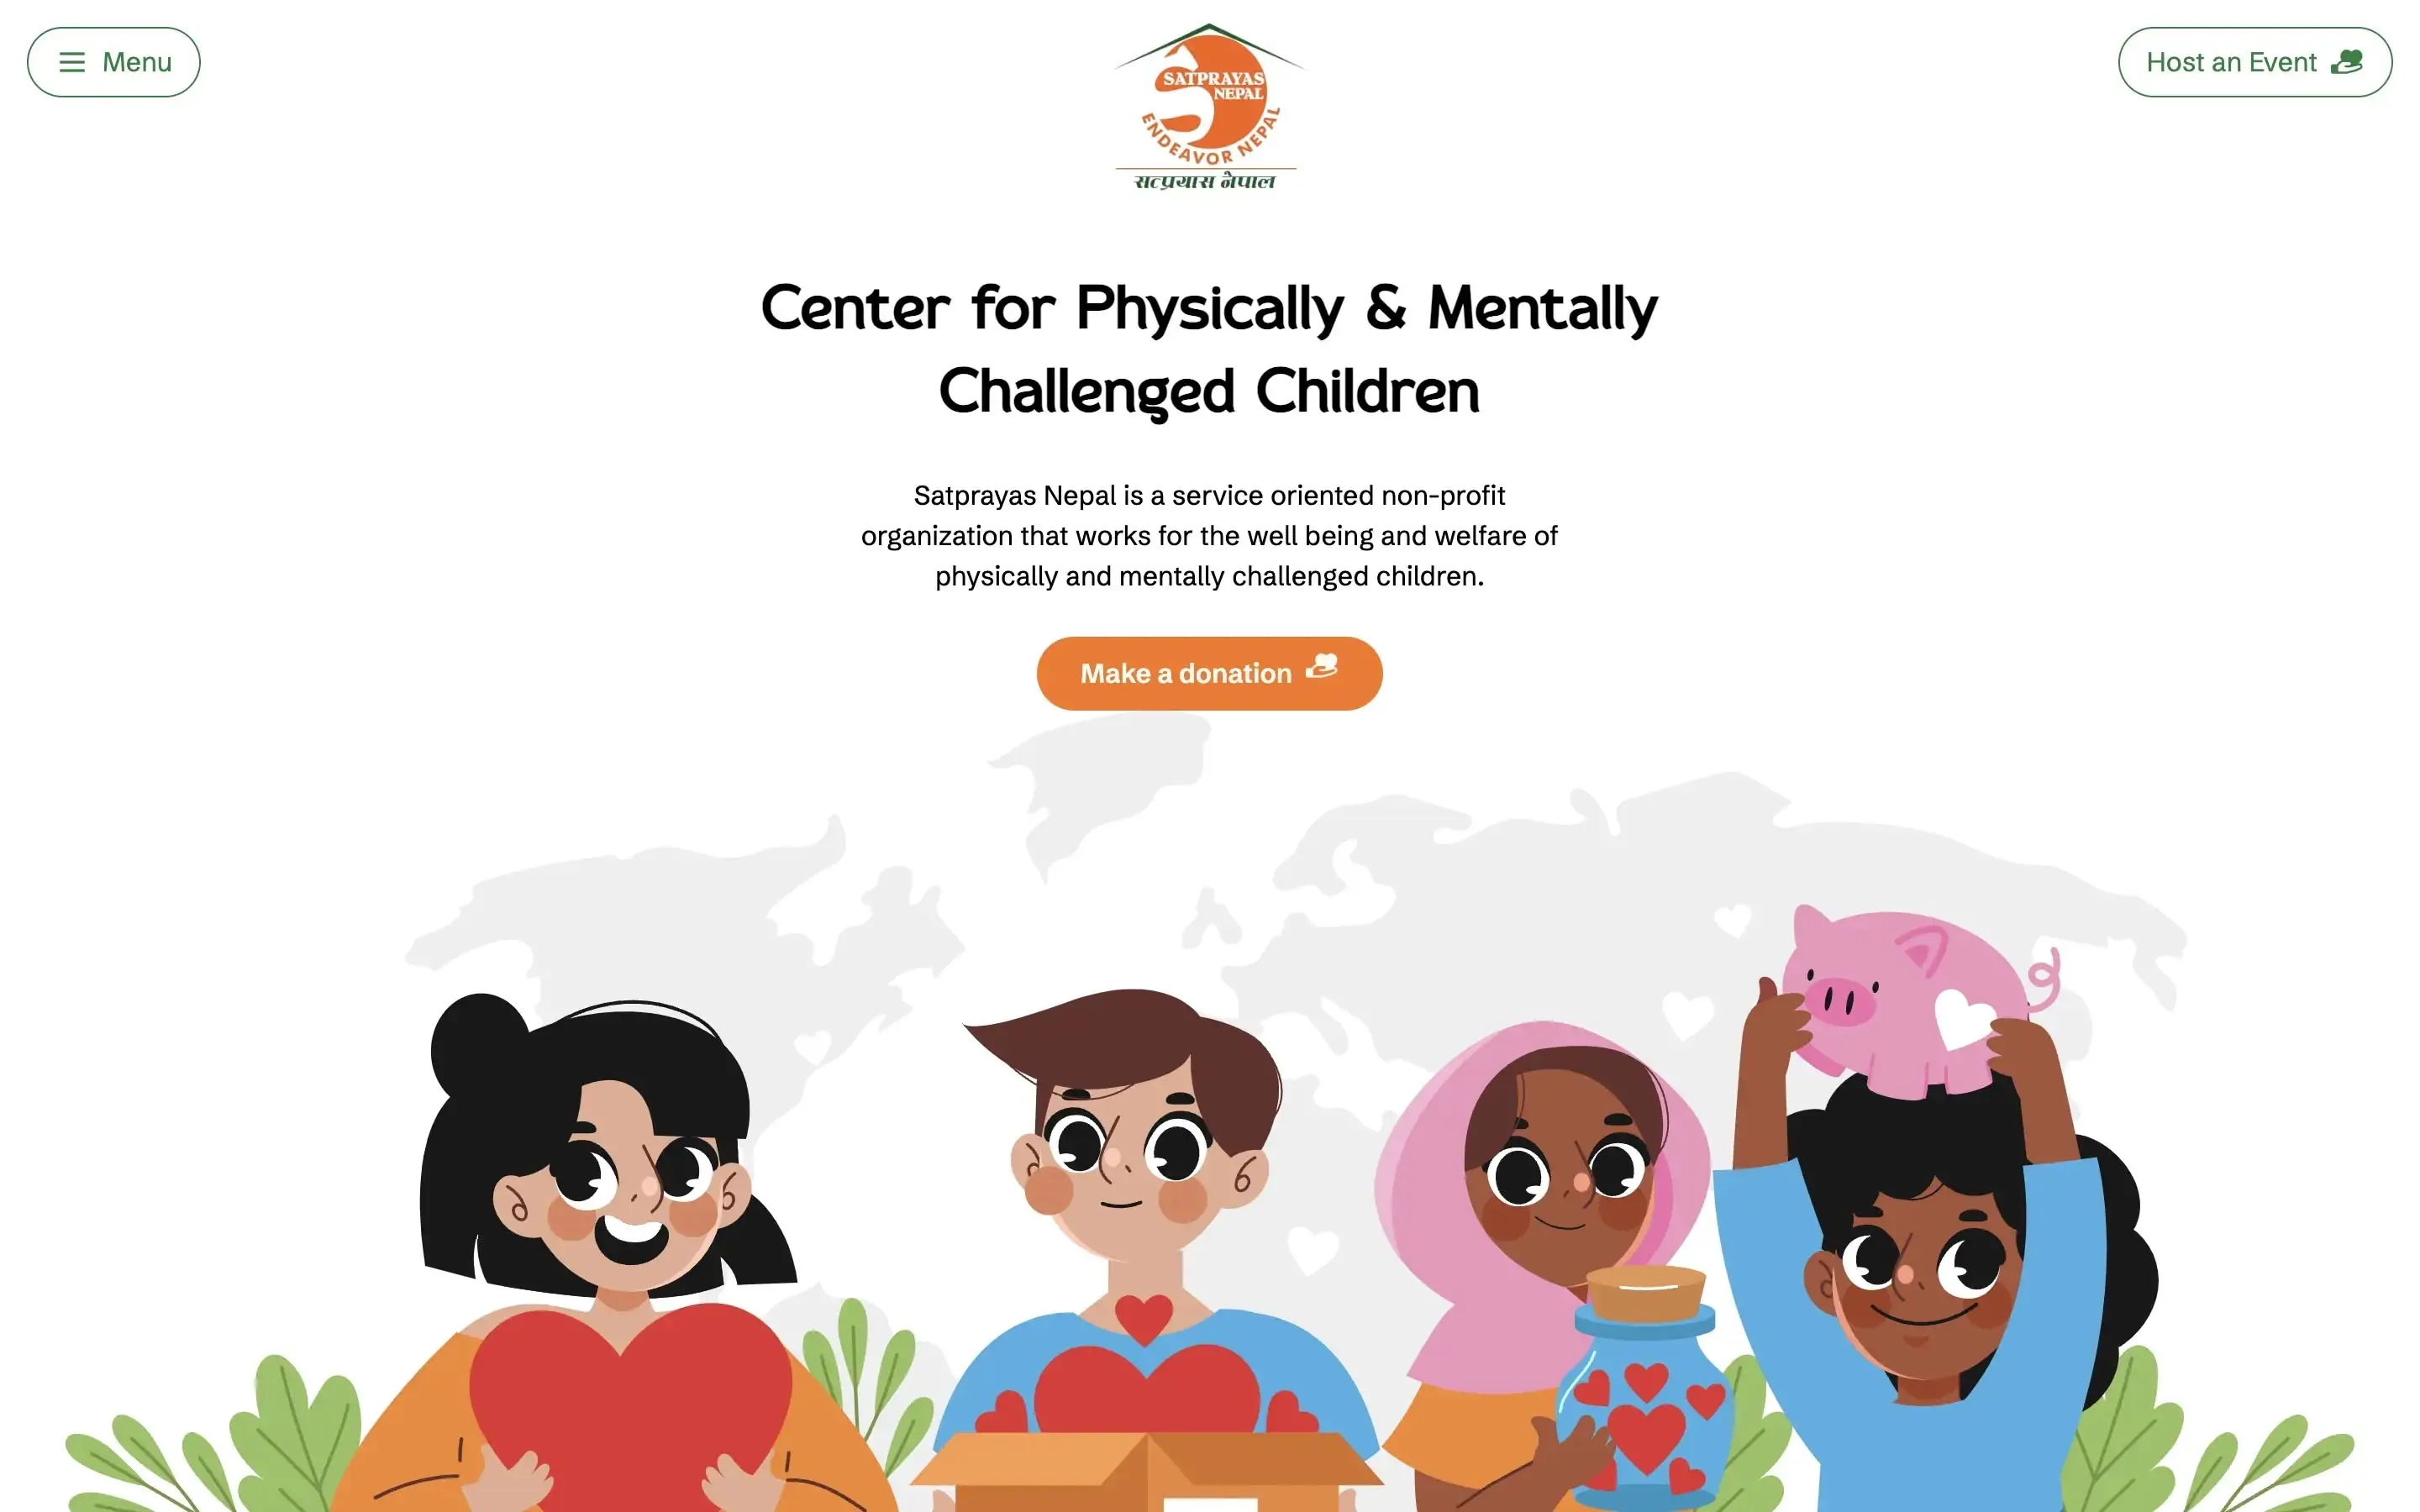 Menu
SATPRAYAS
NEPAL
ENDEAVOR NEPAL
सत्प्रयास नेपाल
Host an Event
Center for Physically & Mentally
Challenged Children
Satprayas Nepal is a service oriented non-profit
organization that works for the well being and welfare of
physically and mentally challenged children.
Make a donation